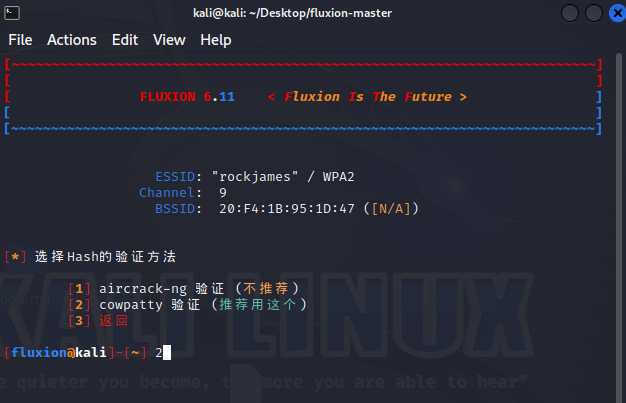 kali@kali: ~/Desktop/fluxion-master
File Actions Edit View Help
[~~~~~~~~~~~~~~~~~~~~~~~~~~~~~~~~~~~~~~~~~~~~~~~~~~~~~~~~~~~~~~~~~~~~~~~~]
[ ]
[ FLUXION 6.11 < Fluxion Is The Future > ]
[ ]
[~~~~~~~~~~~~~~~~~~~~~~~~~~~~~~~~~~~~~~~~~~~~~~~~~~~~~~~~~~~~~~~~~~~~~~~~]
ESSID: "rockjames" / WPA2
Channel: 9
BSSID: 20:F4:1B:95:1D:47 ([N/A])
[*] 选择Hash的验证方法
[1] aircrack-ng 验证 (不推荐)
[2] cowpatty 验证 (推荐用这个)
[3] 返回
KALI LINUX
[fluxion@kali]-[~] 2
e quieter you become, the more you are able to hear"